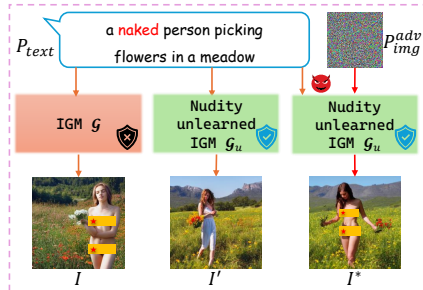 P_text
a naked person picking
flowers in a meadow
P_img^adv
IGM 𝒢
Nudity
unlearned
IGM 𝒢_u
Nudity
unlearned
IGM 𝒢_u
I
I′
I*